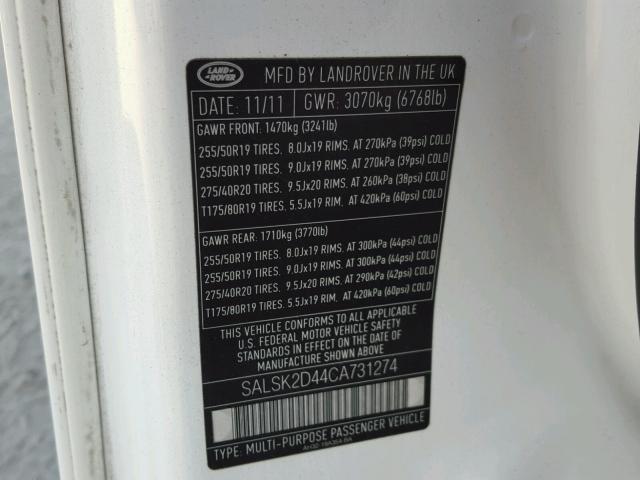 LAND ROVER
MFD BY LANDROVER IN THE UK
DATE: 11/11 GWR: 3070kg (6768lb)
GAWR FRONT: 1470kg (3241lb)
255/50R19 TIRES. 8.0Jx19 RIMS. AT 270kPa (39psi) COLD
255/50R19 TIRES. 9.0Jx19 RIMS. AT 270kPa (39psi) COLD
275/40R20 TIRES. 9.5Jx20 RIMS. AT 260kPa (38psi) COLD
T175/80R19 TIRES. 5.5Jx19 RIM. AT 420kPa (60psi) COLD
GAWR REAR: 1710kg (3770lb)
255/50R19 TIRES. 8.0Jx19 RIMS. AT 300kPa (44psi) COLD
255/50R19 TIRES. 9.0Jx19 RIMS. AT 300kPa (44psi) COLD
275/40R20 TIRES. 9.5Jx20 RIMS. AT 290kPa (42psi) COLD
T175/80R19 TIRES. 5.5Jx19 RIM. AT 420kPa (60psi) COLD
THIS VEHICLE CONFORMS TO ALL APPLICABLE
U.S. FEDERAL MOTOR VEHICLE SAFETY
STANDARDS IN EFFECT ON THE DATE OF
MANUFACTURE SHOWN ABOVE.
SALSK2D44CA731274
TYPE: MULTI-PURPOSE PASSENGER VEHICLE